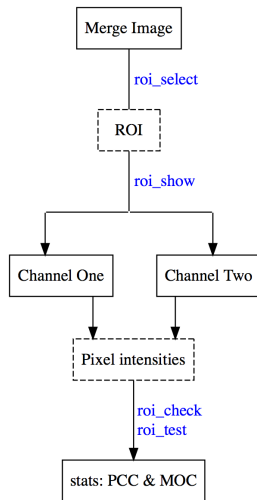 Merge Image
roi_select
ROI
roi_show
Channel One
Channel Two
Pixel intensities
roi_check
roi_test
stats: PCC & MOC